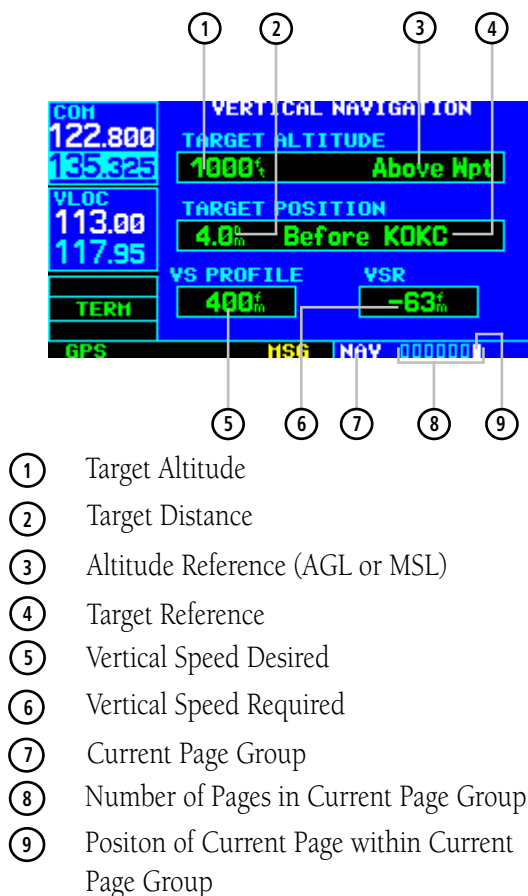 1 2 3 4
COM
122.800
135.325
VLOC
113.00
117.95
TERM
GPS
VERTICAL NAVIGATION
TARGET ALTITUDE
1000ft Above Wpt
TARGET POSITION
4.0nm Before KOKC
VS PROFILE VSR
400fm -63fm
MSG NAV
5 6 7 8 9
1 Target Altitude
2 Target Distance
3 Altitude Reference (AGL or MSL)
4 Target Reference
5 Vertical Speed Desired
6 Vertical Speed Required
7 Current Page Group
8 Number of Pages in Current Page Group
9 Positon of Current Page within Current
Page Group